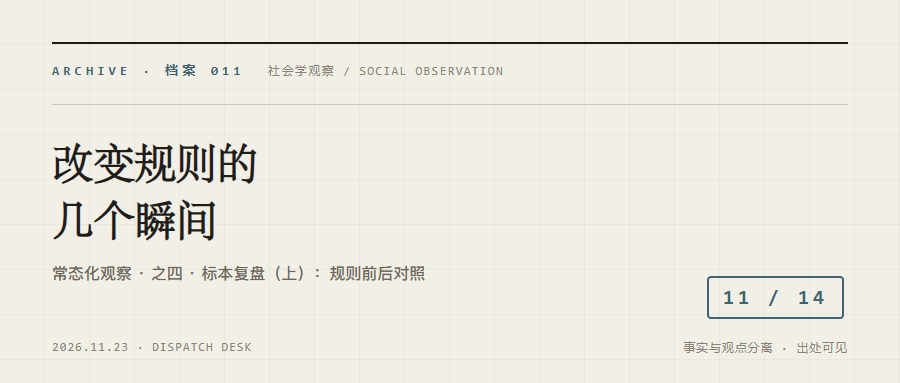 ARCHIVE · 档案 011 社会学观察 / SOCIAL OBSERVATION
改变规则的
几个瞬间
常态化观察 · 之四 · 标本复盘（上）：规则前后对照
11 / 14
2026.11.23 · DISPATCH DESK
事实与观点分离 · 出处可见